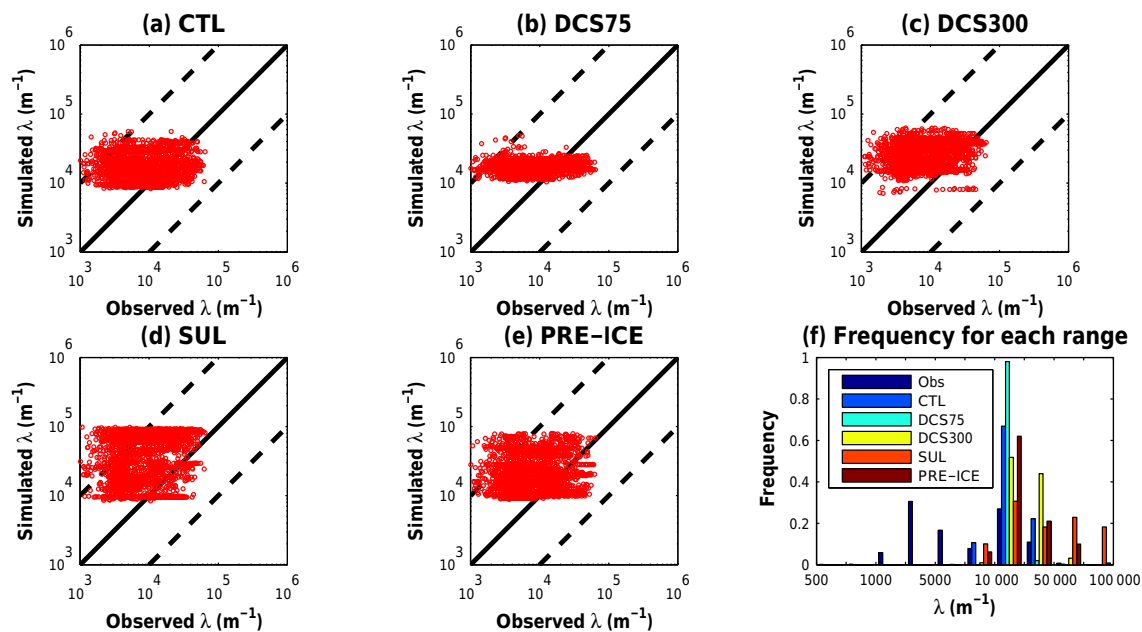 (a) CTL
10^6
10^5
10^4
10^3
Simulated λ (m^−1)
10^3 10^4 10^5 10^6
Observed λ (m^−1)
(b) DCS75
10^6
10^5
10^4
10^3
Simulated λ (m^−1)
10^3 10^4 10^5 10^6
Observed λ (m^−1)
(c) DCS300
10^6
10^5
10^4
10^3
Simulated λ (m^−1)
10^3 10^4 10^5 10^6
Observed λ (m^−1)
(d) SUL
10^6
10^5
10^4
10^3
Simulated λ (m^−1)
10^3 10^4 10^5 10^6
Observed λ (m^−1)
(e) PRE−ICE
10^6
10^5
10^4
10^3
Simulated λ (m^−1)
10^3 10^4 10^5 10^6
Observed λ (m^−1)
(f) Frequency for each range
1
0.8
0.6
0.4
0.2
0
Frequency
Obs
CTL
DCS75
DCS300
SUL
PRE−ICE
500 1000 5000 10 000 50 000 100 000
λ (m^−1)